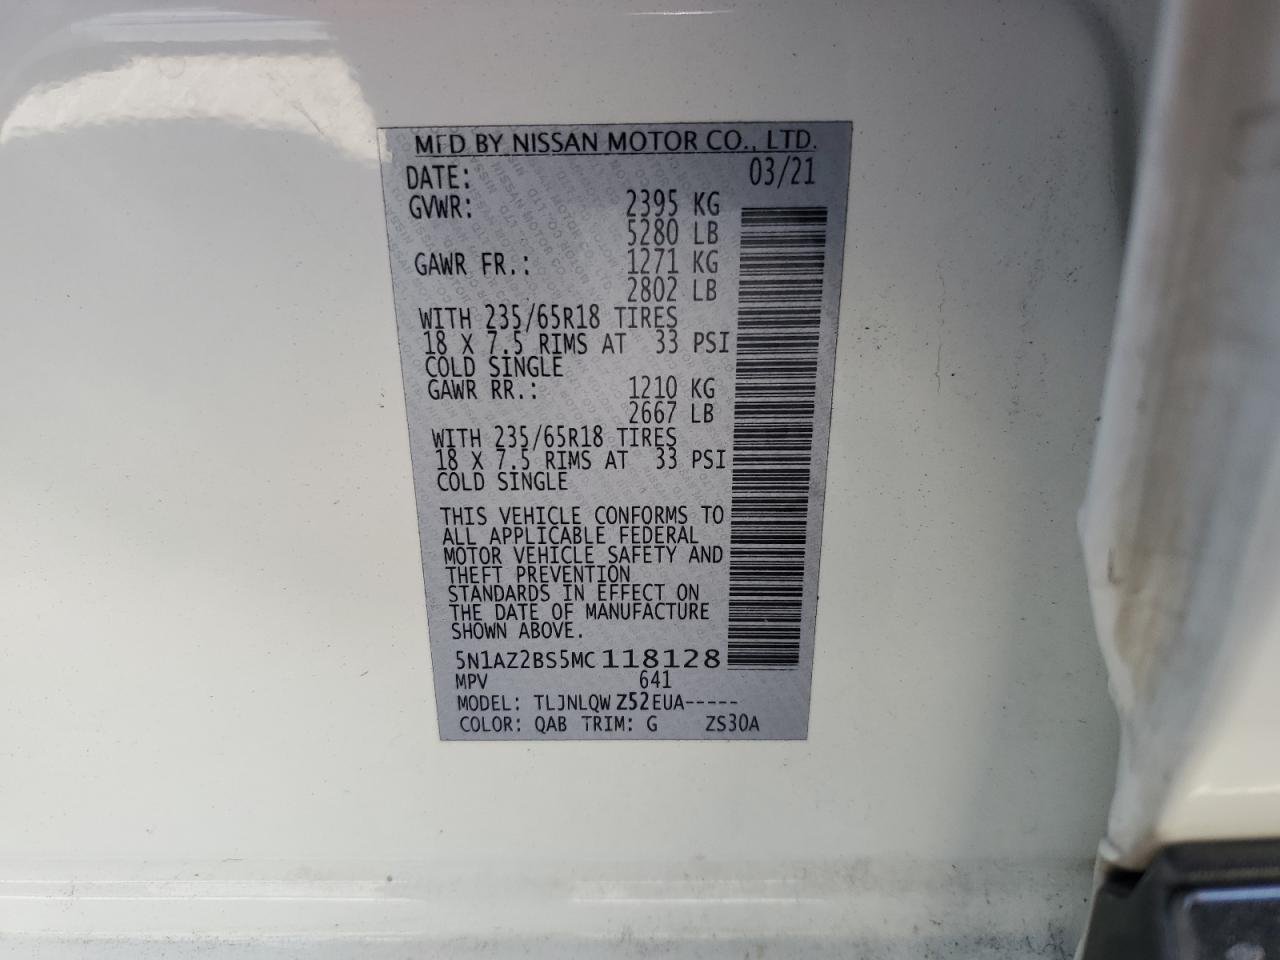 MFD BY NISSAN MOTOR CO., LTD.
DATE: 03/21
GVWR: 2395 KG
5280 LB
GAWR FR.: 1271 KG
2802 LB
WITH 235/65R18 TIRES
18 X 7.5 RIMS AT 33 PSI
COLD SINGLE
GAWR RR.: 1210 KG
2667 LB
WITH 235/65R18 TIRES
18 X 7.5 RIMS AT 33 PSI
COLD SINGLE
THIS VEHICLE CONFORMS TO
ALL APPLICABLE FEDERAL
MOTOR VEHICLE SAFETY AND
THEFT PREVENTION
STANDARDS IN EFFECT ON
THE DATE OF MANUFACTURE
SHOWN ABOVE.
5N1AZ2BS5MC118128
MPV 641
MODEL: TLJNLQWZ52EUA-----
COLOR: QAB TRIM: G ZS30A